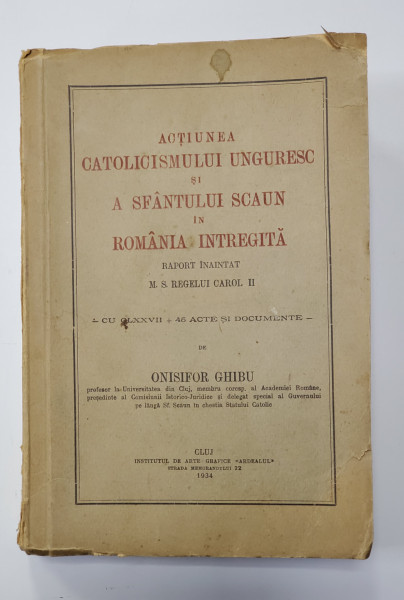 ACȚIUNEA
CATOLICISMULUI UNGURESC
ȘI
A SFÂNTULUI SCAUN
IN
ROMÂNIA INTREGITĂ
RAPORT ÎNAINTAT
M. S. REGELUI CAROL II
– CU CLXXVII + 46 ACTE ȘI DOCUMENTE –
DE
ONISIFOR GHIBU
profesor la Universitatea din Cluj, membru coresp. al Academiei Române,
președinte al Comisiunii Istorico-Juridice și delegat special al Guvernului
pe lângă Sf. Scaun în chestia Statului Catolic
CLUJ
INSTITUTUL DE ARTE GRAFICE «ARDEALUL»
STRADA MEMORANDULUI 22
1934